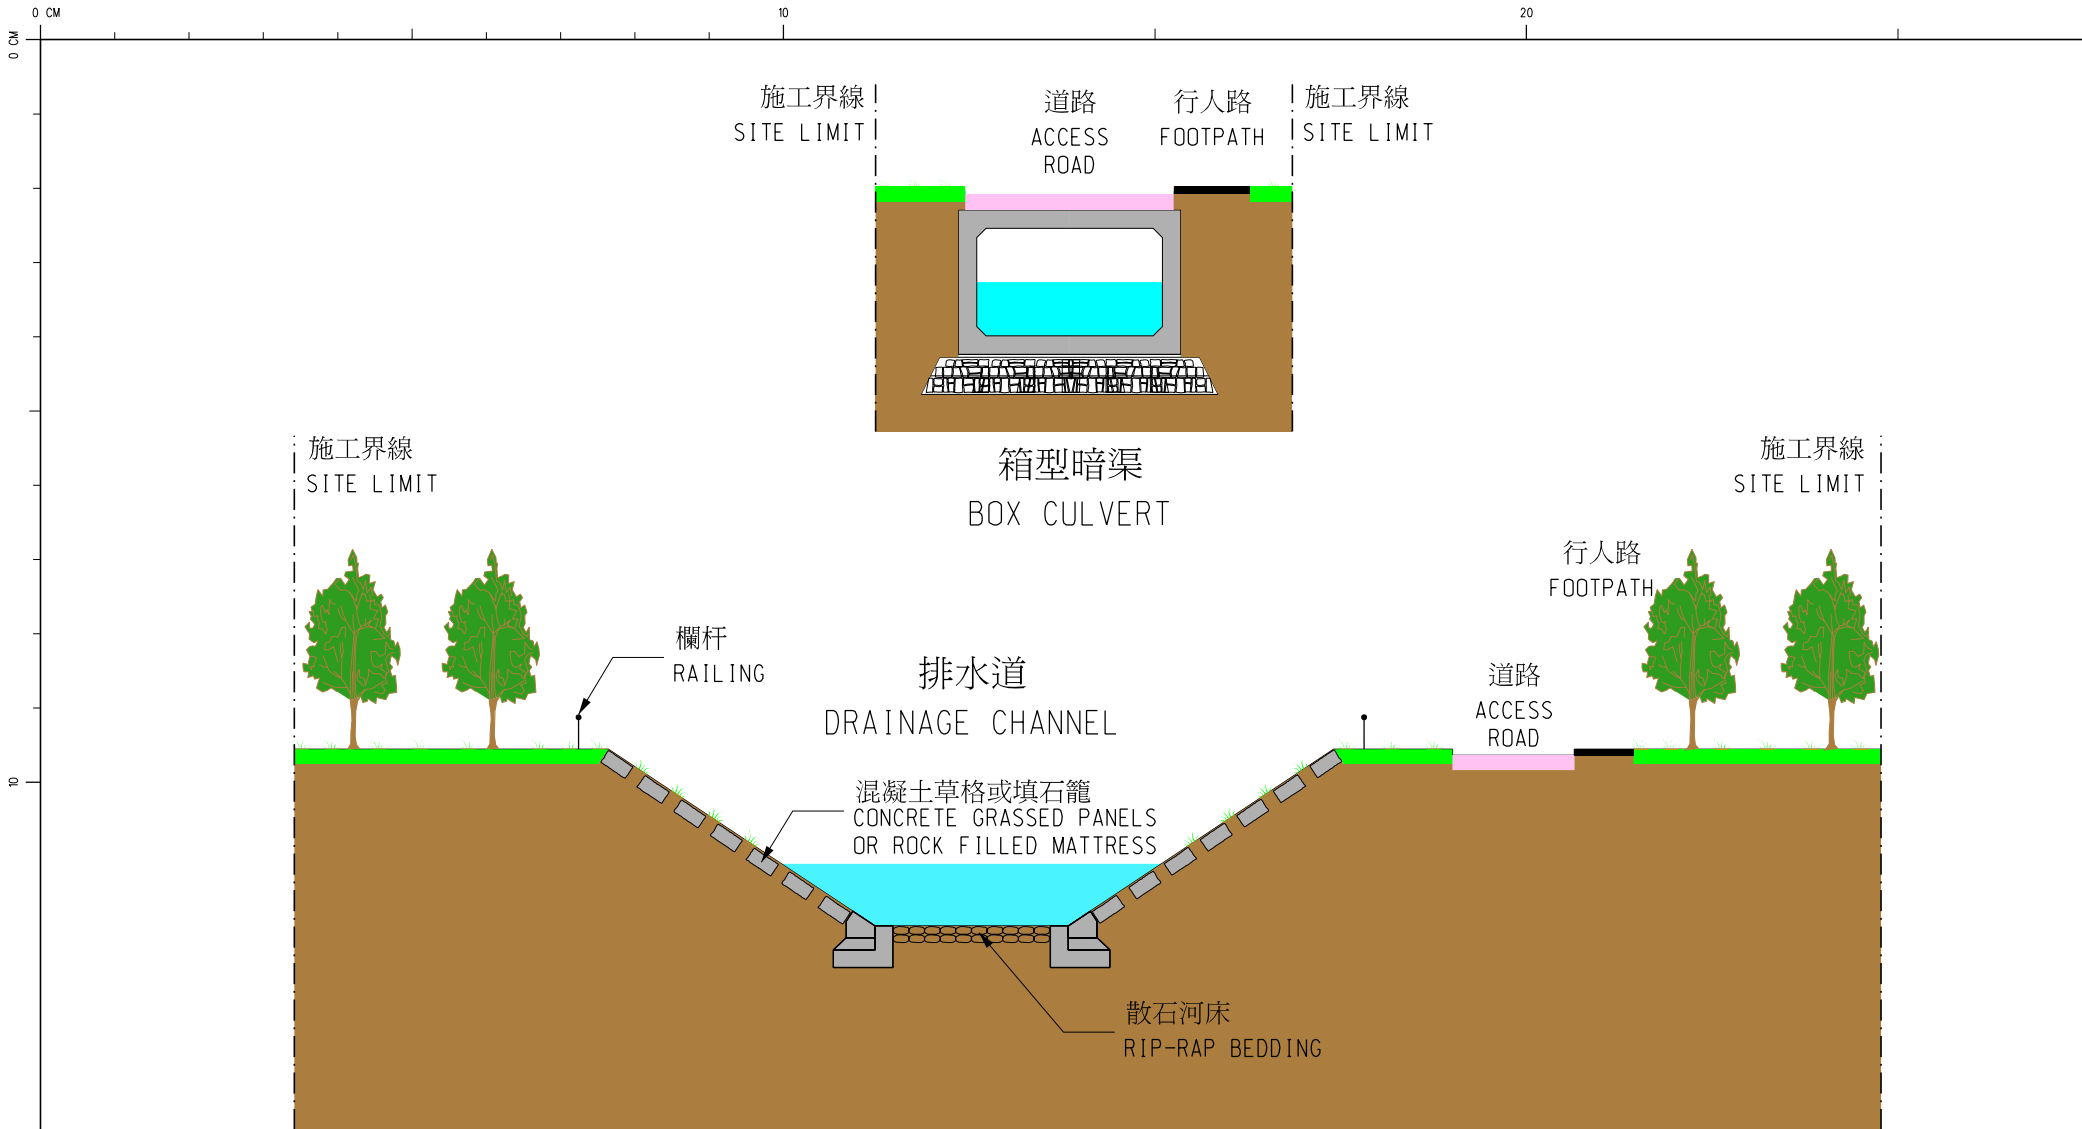 0 CM
10
20
0 CM
施工界線
SITE LIMIT
道路
ACCESS
ROAD
行人路
FOOTPATH
施工界線
SITE LIMIT
箱型暗渠
BOX CULVERT
施工界線
SITE LIMIT
施工界線
SITE LIMIT
行人路
FOOTPATH
欄杆
RAILING
排水道
DRAINAGE CHANNEL
道路
ACCESS
ROAD
10
混凝土草格或填石籠
CONCRETE GRASSED PANELS
OR ROCK FILLED MATTRESS
散石河床
RIP-RAP BEDDING